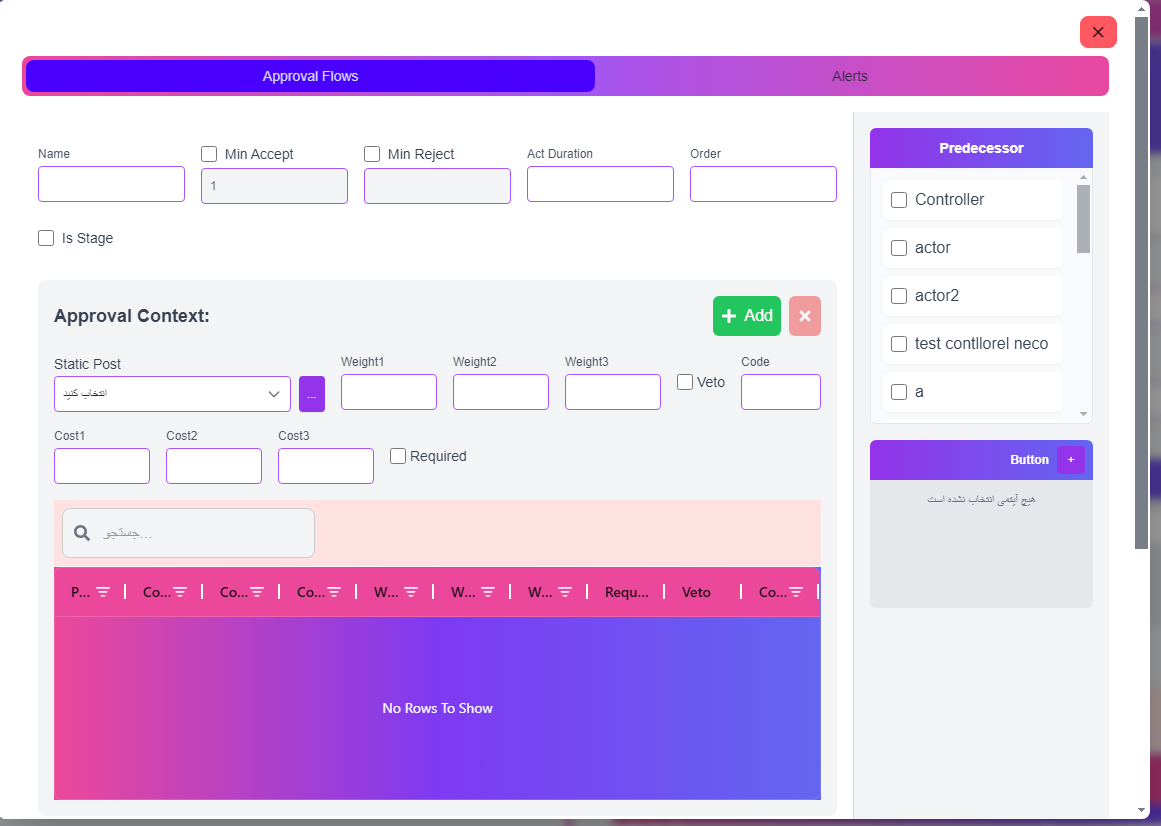 Approval Flows
Alerts
Name
Min Accept
Min Reject
Act Duration
Order
1
Is Stage
Approval Context:
Add
Static Post
Weight1
Weight2
Weight3
Veto
Code
انتخاب کنید
...
Cost1
Cost2
Cost3
Required
جستجو...
P...
Co...
Co...
Co...
W...
W...
W...
Requ...
Veto
Co...
No Rows To Show
Predecessor
Controller
actor
actor2
test contllorel neco
a
Button +
هیچ آیتمی انتخاب نشده است